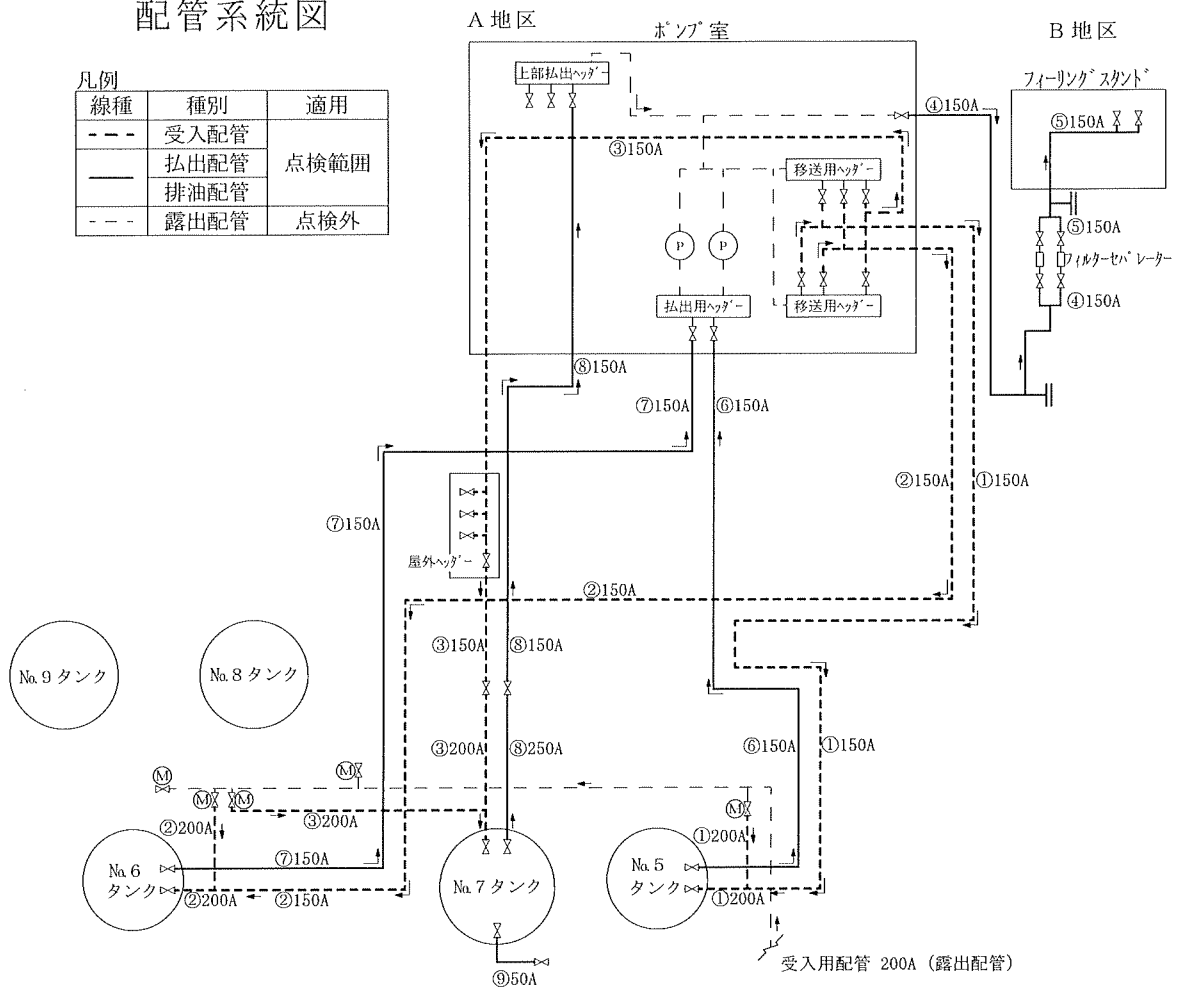 配管系統図
A 地区
ポンプ室
B 地区
凡例
線種 種別 適用
受入配管
払出配管 点検範囲
排油配管
露出配管 点検外
上部払出ヘッダー
④150A
フィーリングスタンド
⑤150A
③150A
移送用ヘッダー
P P
⑤150A
フィルターセパレーター
払出用ヘッダー
移送用ヘッダー
④150A
⑧150A
⑦150A
⑥150A
②150A
①150A
⑦150A
屋外ヘッダー
②150A
③150A
⑧150A
No.9 タンク
No.8 タンク
③200A
⑧250A
⑥150A
①150A
M
M
M
M
M
②200A
③200A
①200A
⑦150A
No.6
タンク
No.7 タンク
No.5
タンク
②200A
②150A
①200A
⑨50A
受入用配管 200A (露出配管)